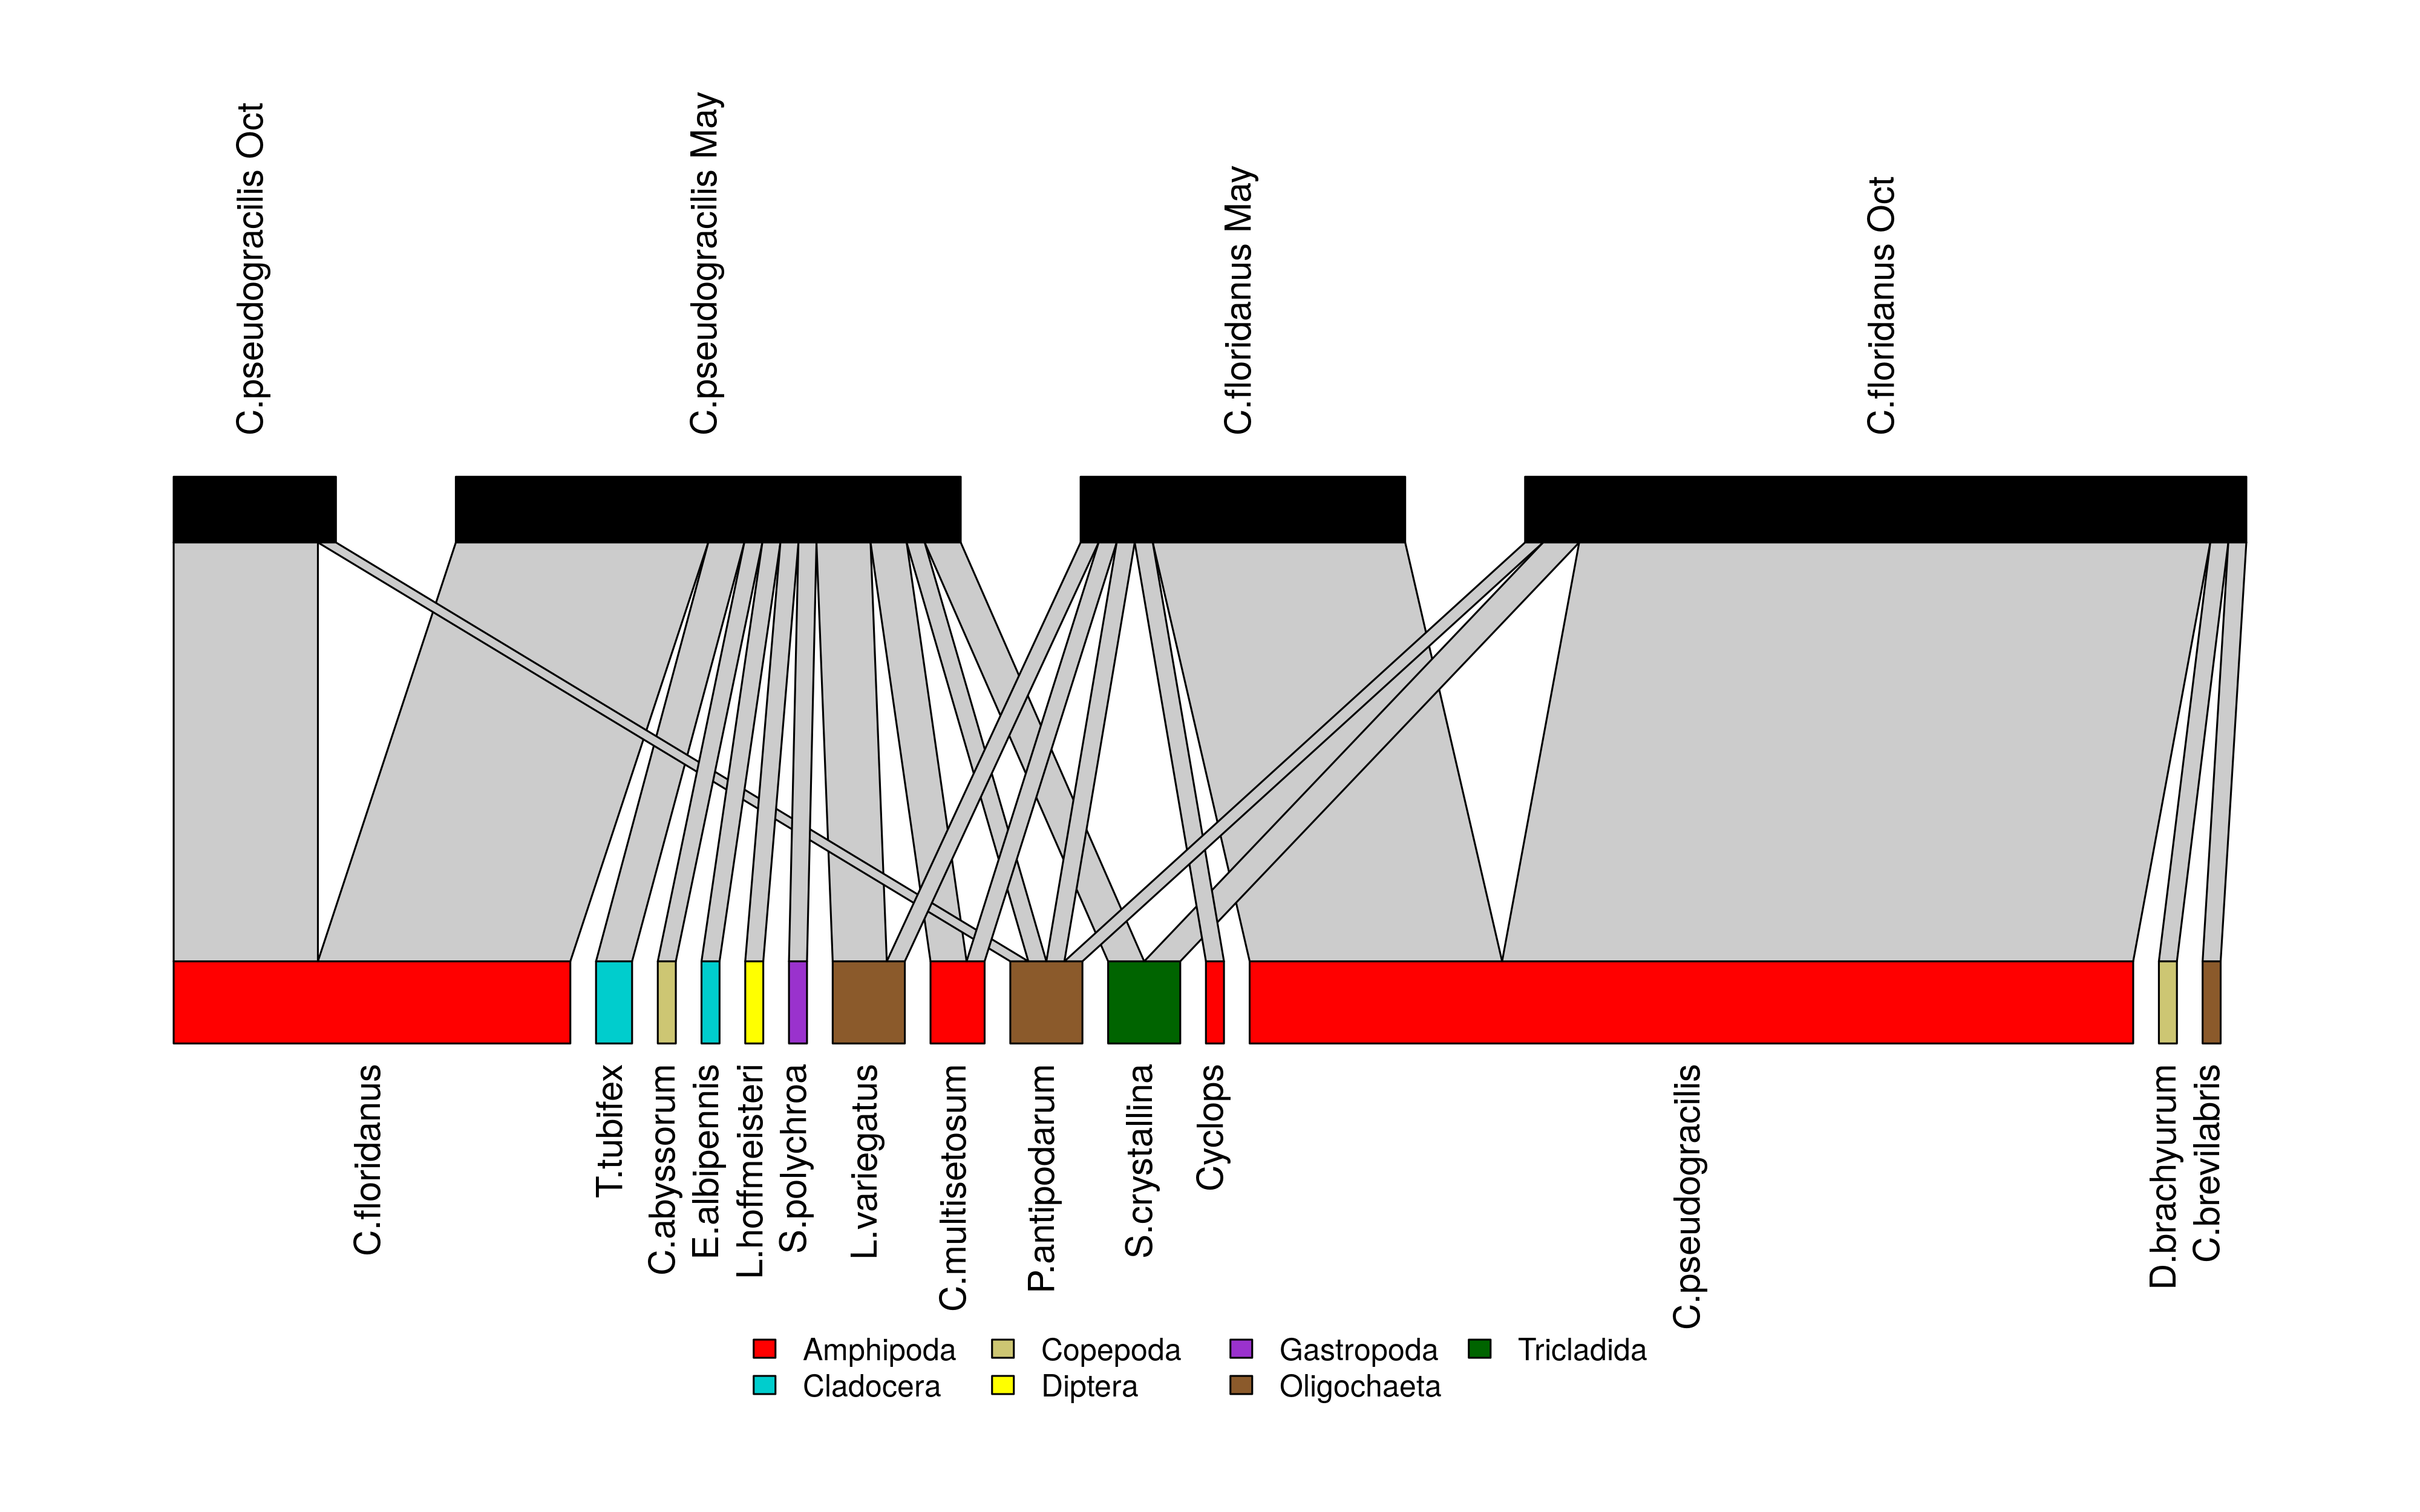 C.pseudogracilis Oct
C.pseudogracilis May
C.floridanus May
C.floridanus Oct
C.floridanus
T.tubifex
C.abyssorum
E.albipennis
L.hoffmeisteri
S.polychroa
L.variegatus
C.multisetosum
P.antipodarum
S.crystallina
Cyclops
C.pseudogracilis
D.brachyurum
C.brevilabris
Amphipoda
Copepoda
Gastropoda
Tricladida
Cladocera
Diptera
Oligochaeta